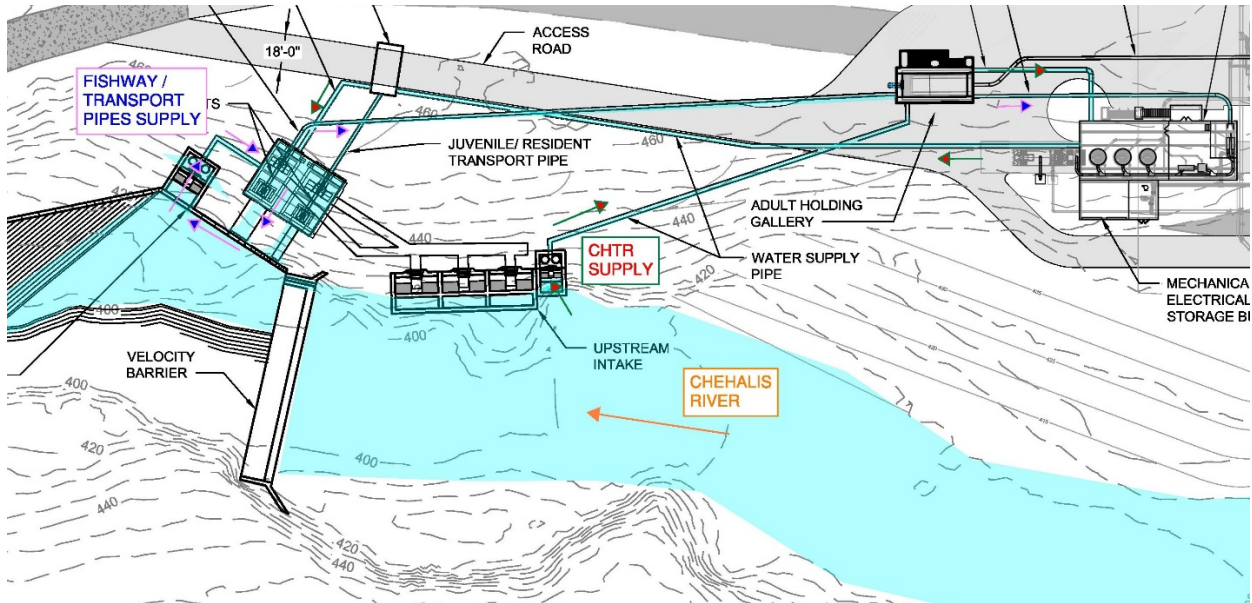 18'-0"
ACCESS
ROAD
FISHWAY /
TRANSPORT
PIPES SUPPLY
TS
JUVENILE/ RESIDENT
TRANSPORT PIPE
460
460
460
440
ADULT HOLDING
GALLERY
440
CHTR
SUPPLY
WATER SUPPLY
PIPE
420
MECHANICA
ELECTRICAL
STORAGE B
400
400
UPSTREAM
INTAKE
VELOCITY
BARRIER
CHEHALIS
RIVER
400
400
420
440
420
440